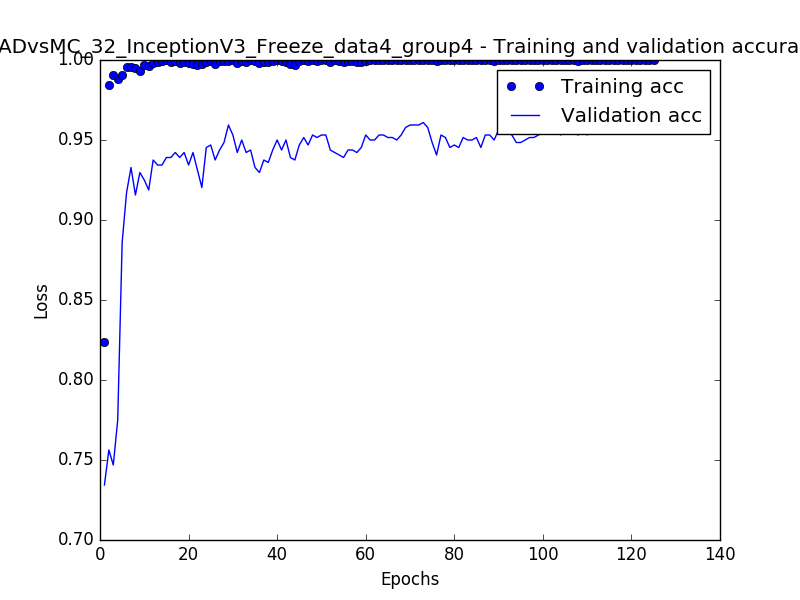 ADvsMC_32_InceptionV3_Freeze_data4_group4 - Training and validation accura
1.00
0.95
0.90
0.85
0.80
0.75
0.70
Loss
Training acc
Validation acc
0 20 40 60 80 100 120 140
Epochs